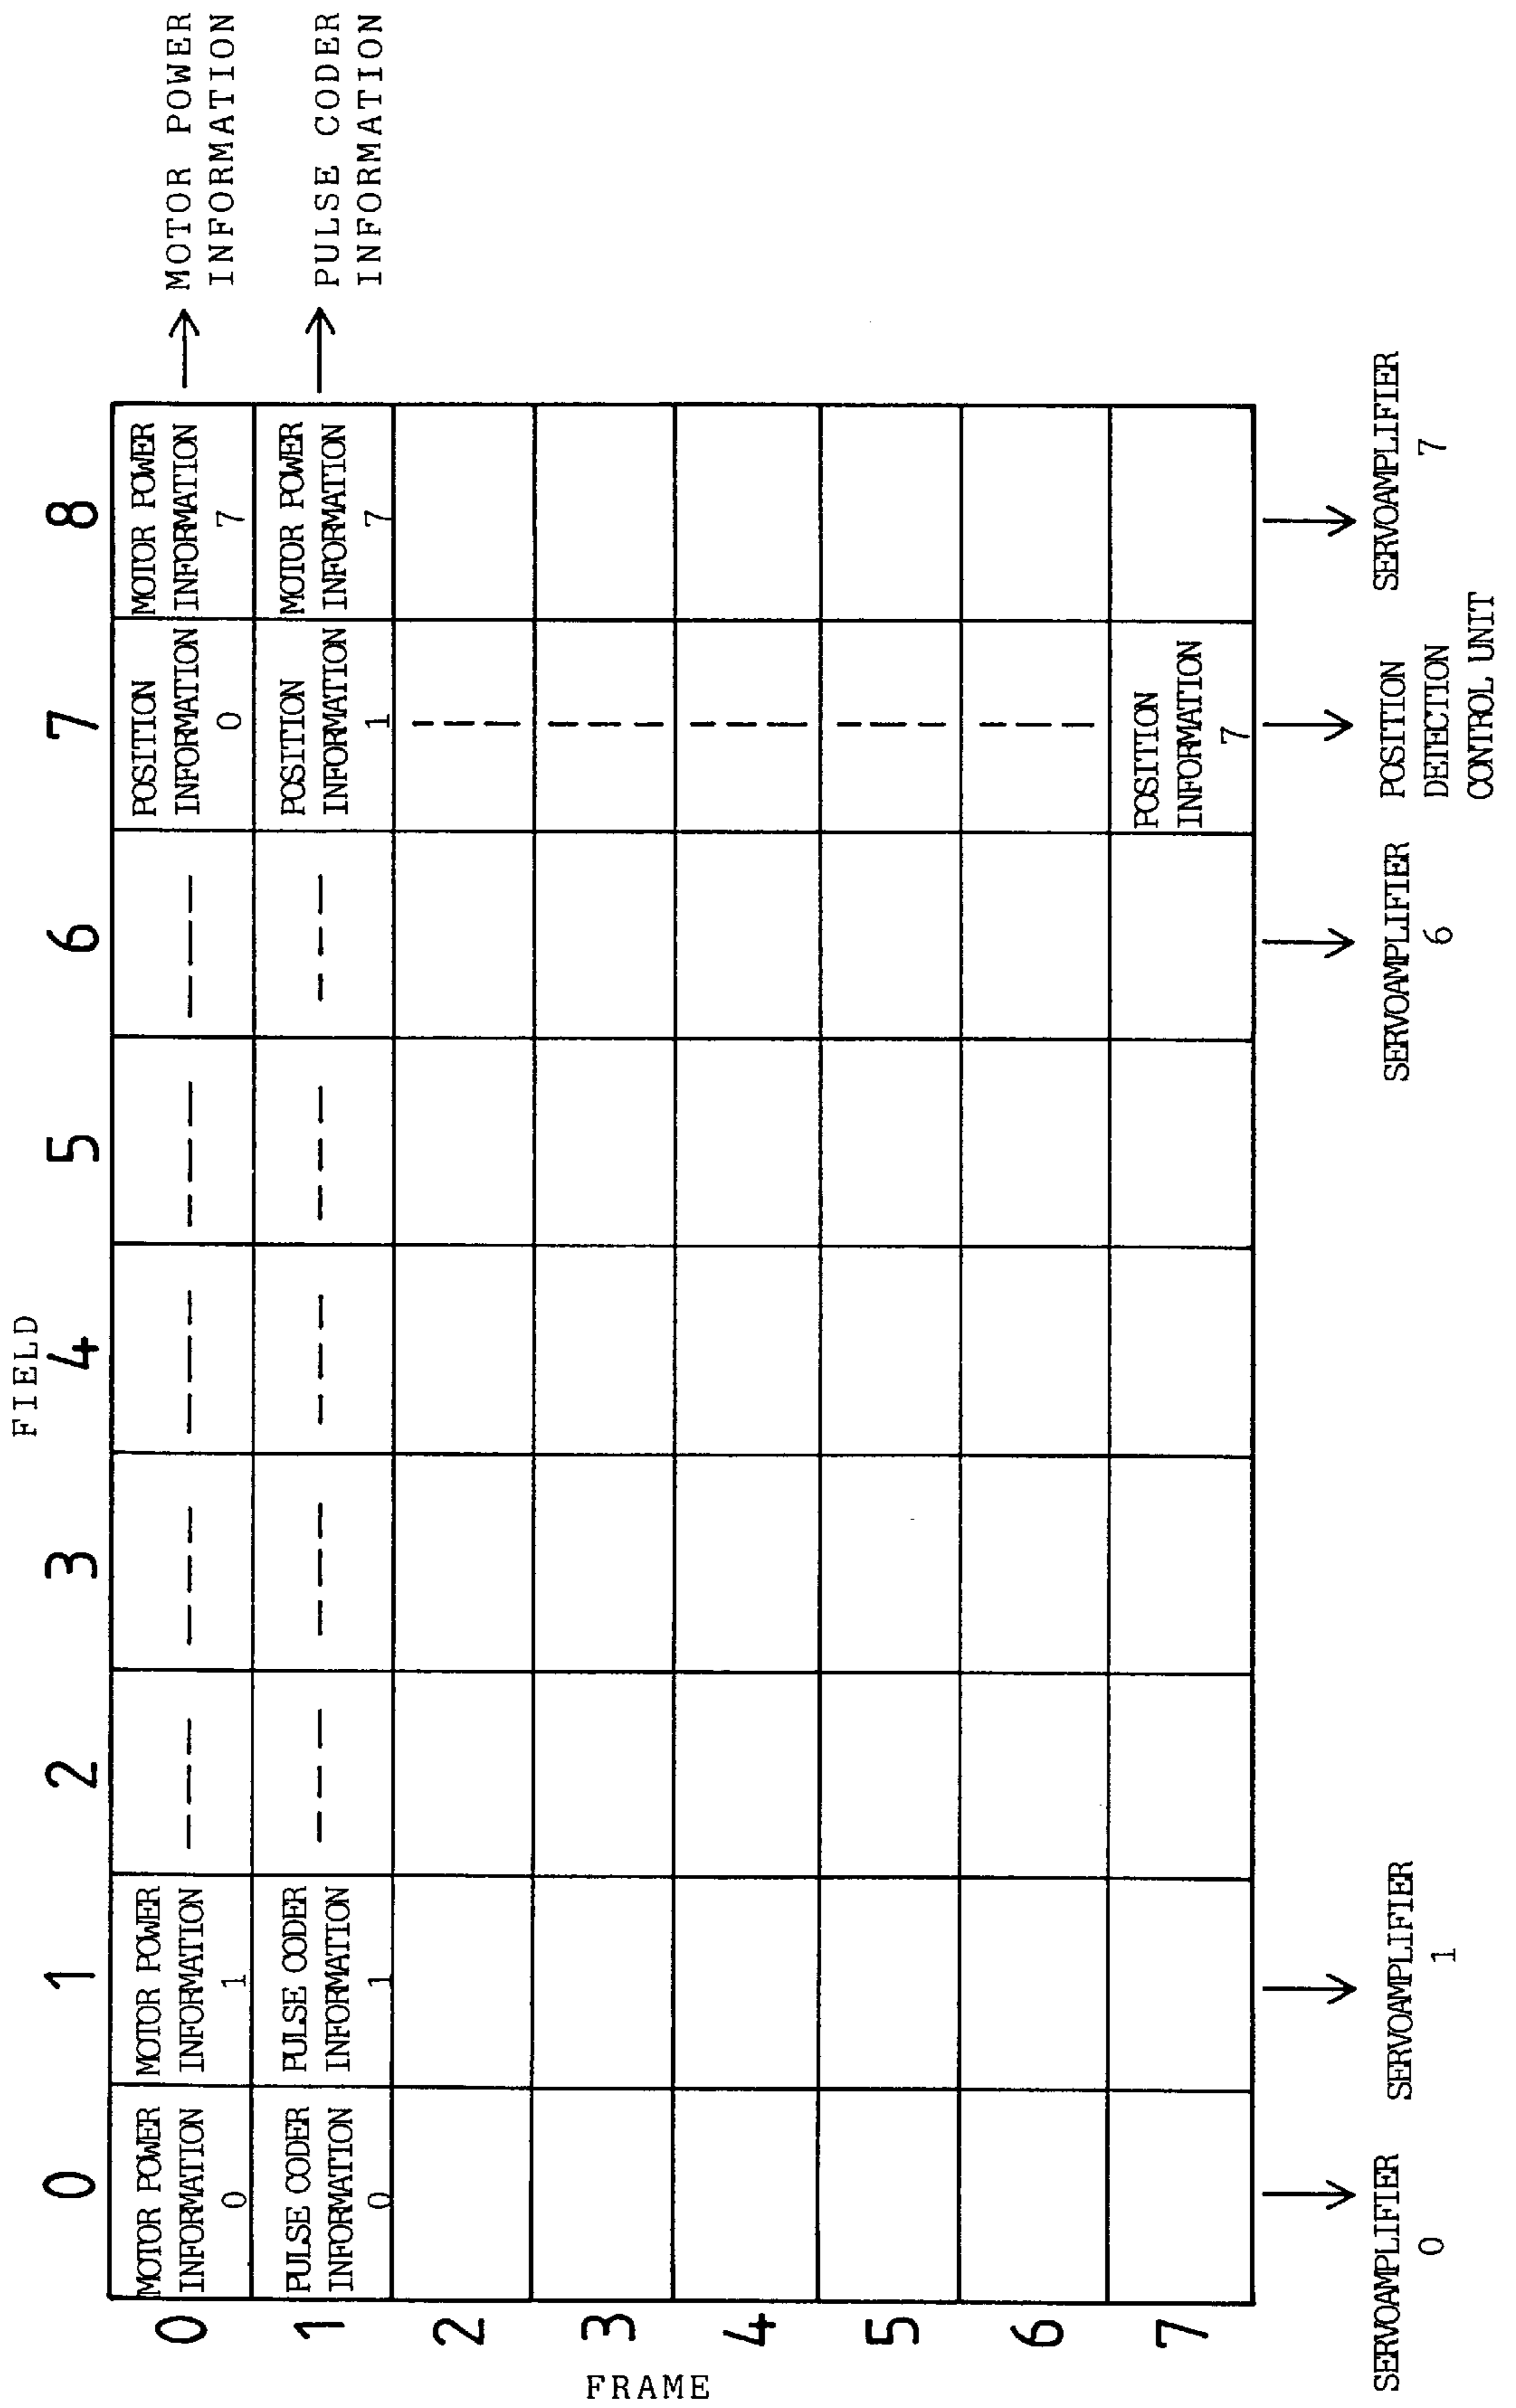 FIELD
0 1 2 3 4 5 6 7 8
FRAME
0
MOTOR POWER
INFORMATION
0
MOTOR POWER
INFORMATION
1
POSITION
INFORMATION
0
MOTOR POWER
INFORMATION
7
MOTOR POWER
INFORMATION
1
PULSE CODER
INFORMATION
0
PULSE CODER
INFORMATION
1
POSITION
INFORMATION
1
MOTOR POWER
INFORMATION
7
PULSE CODER
INFORMATION
2
3
4
5
6
7
POSITION
INFORMATION
7
SERVOAMPLIFIER
0
SERVOAMPLIFIER
1
SERVOAMPLIFIER
6
POSITION
DETECTION
CONTROL UNIT
SERVOAMPLIFIER
7